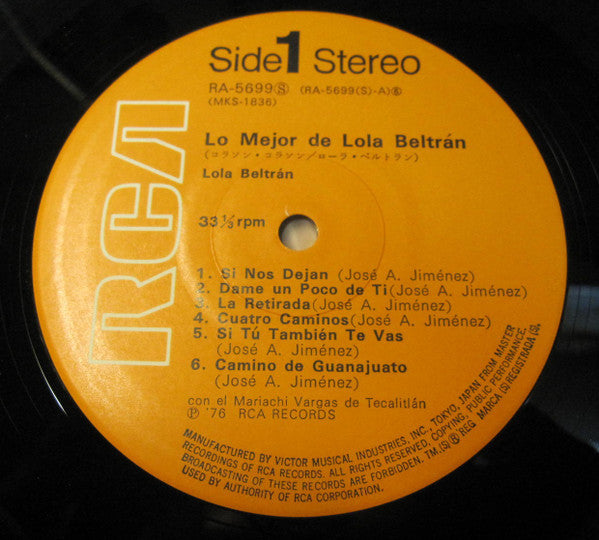 Side 1 Stereo
RA-5699Ⓢ (RA-5699(S)-A)⑥
(MKS-1836)
RCA
Lo Mejor de Lola Beltrán
(コラソン・コラソン/ローラ・ベルトラン)
Lola Beltrán
33⅓rpm
1. Si Nos Dejan (José A. Jiménez)
2. Dame un Poco de Ti(José A. Jiménez)
3. La Retirada(José A. Jiménez)
4. Cuatro Caminos(José A. Jiménez)
5. Si Tú También Te Vas
(José A. Jiménez)
6. Camino de Guanajuato
(José A. Jiménez)
con el Mariachi Vargas de Tecalitlán
Ⓟ '76 RCA RECORDS
MANUFACTURED BY VICTOR MUSICAL INDUSTRIES, INC., TOKYO, JAPAN FROM MASTER
RECORDINGS OF RCA RECORDS. ALL RIGHTS RESERVED. COPYING, PUBLIC PERFORMANCE,
BROADCASTING OF THESE RECORDS ARE FORBIDDEN. TM.(S)Ⓡ REG. MARCA (S) REGISTRADA(S).
USED BY AUTHORITY OF RCA CORPORATION.